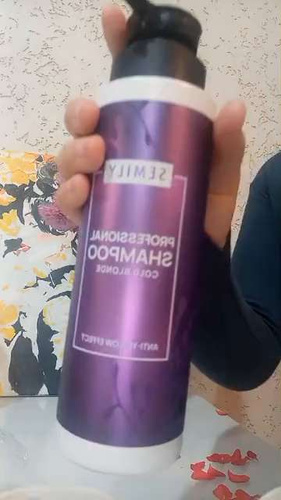 SEMILY
PROFESSIONAL
SHAMPOO
COLD BLONDE
ANTI-YELLOW EFFECT